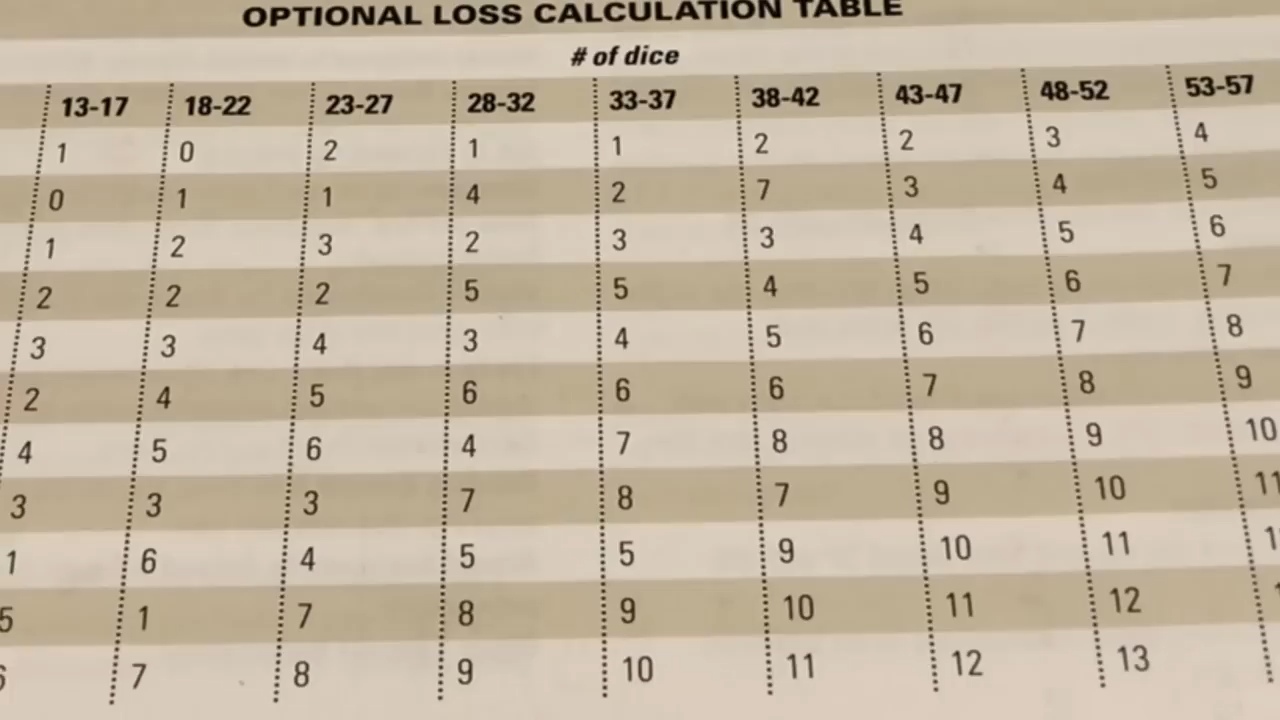 OPTIONAL LOSS CALCULATION TABLE
# of dice
13-17 18-22 23-27 28-32 33-37 38-42 43-47 48-52 53-57
1 0 2 1 1 2 2 3 4
0 1 1 4 2 7 3 4 5
1 2 3 2 3 3 4 5 6
2 2 2 5 5 4 5 6 7
3 3 4 3 4 5 6 7 8
2 4 5 6 6 6 7 8 9
4 5 6 4 7 8 8 9 10
3 3 3 7 8 7 9 10 11
1 6 4 5 5 9 10 11
5 1 7 8 9 10 11 12
7 8 9 10 11 12 13